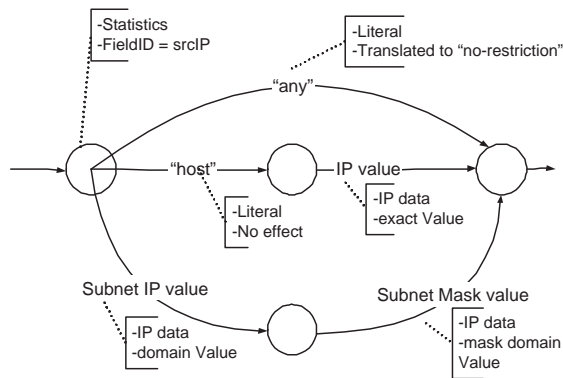 -Statistics
-FieldID = srcIP
-Literal
-Translated to “no-restriction”
“any”
“host”
IP value
-Literal
-No effect
-IP data
-exact Value
Subnet IP value
Subnet Mask value
-IP data
-domain Value
-IP data
-mask domain
Value